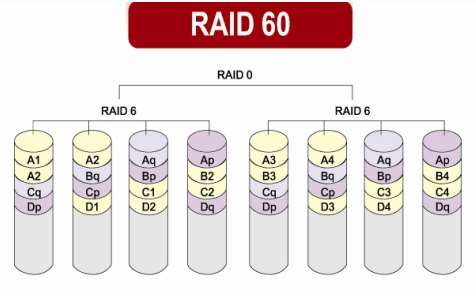 RAID 60
RAID 0
RAID 6 RAID 6
A1 A2 Aq Ap A3 A4 Aq Ap
A2 Bq Bp B2 B3 Bq Bp B4
Cq Cp C1 C2 Cq Cp C3 C4
Dp D1 D2 Dq Dp D3 D4 Dq